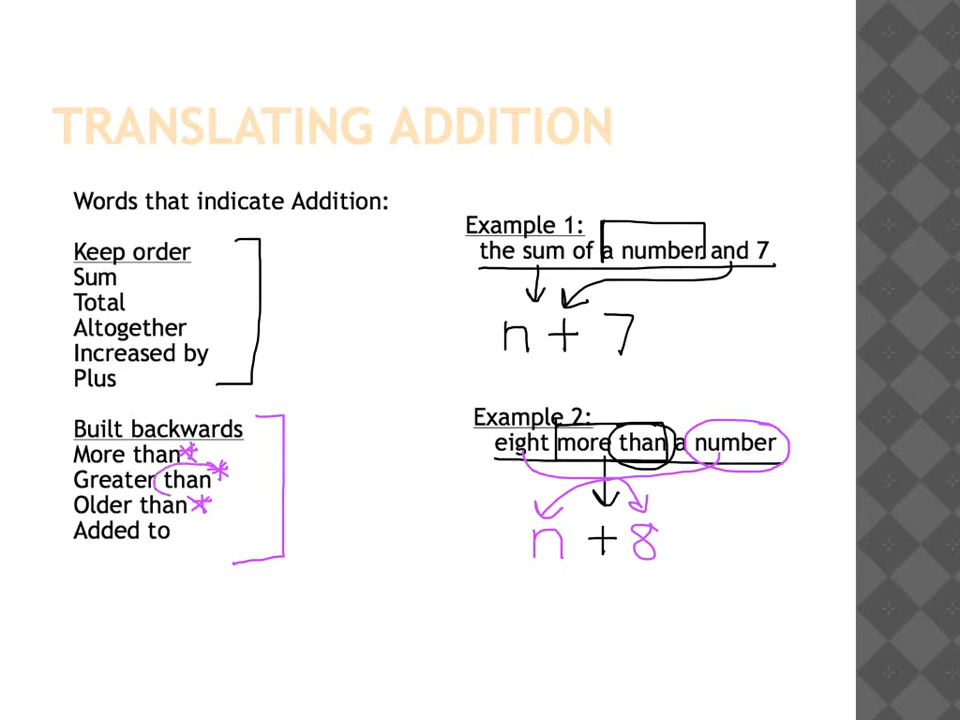 TRANSLATING ADDITION
Words that indicate Addition:
Keep order
Sum
Total
Altogether
Increased by
Plus
Built backwards
More than*
Greater than*
Older than*
Added to
Example 1:
the sum of a number and 7
n + 7
Example 2:
eight more than a number
n + 8